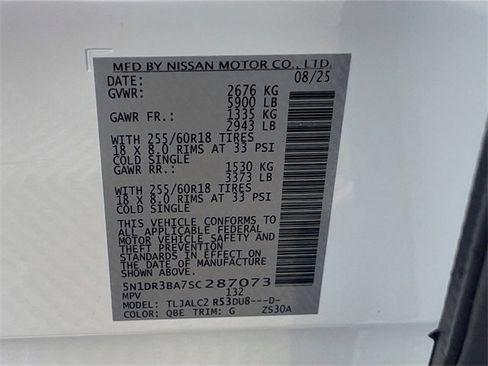 MFD BY NISSAN MOTOR CO., LTD.
DATE: 08/25
GVWR: 2676 KG
5900 LB
GAWR FR.: 1335 KG
2943 LB
WITH 255/60R18 TIRES
18 X 8.0 RIMS AT 33 PSI
COLD SINGLE
GAWR RR.: 1530 KG
3373 LB
WITH 255/60R18 TIRES
18 X 8.0 RIMS AT 33 PSI
COLD SINGLE
THIS VEHICLE CONFORMS TO
ALL APPLICABLE FEDERAL
MOTOR VEHICLE SAFETY AND
THEFT PREVENTION
STANDARDS IN EFFECT ON
THE DATE OF MANUFACTURE
SHOWN ABOVE.
5N1DR3BA7SC287073
MPV 132
TLJALC2 R53DU8---D-
COLOR: QBE TRIM: G ZS30A